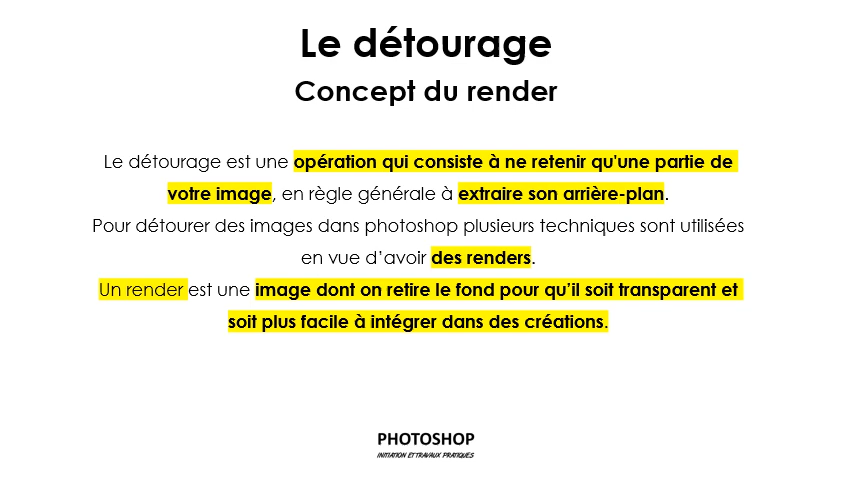 Le détourage
Concept du render
Le détourage est une opération qui consiste à ne retenir qu'une partie de
votre image, en règle générale à extraire son arrière-plan.
Pour détourer des images dans photoshop plusieurs techniques sont utilisées
en vue d’avoir des renders.
Un render est une image dont on retire le fond pour qu’il soit transparent et
soit plus facile à intégrer dans des créations.
PHOTOSHOP
INITIATION ET TRAVAUX PRATIQUES